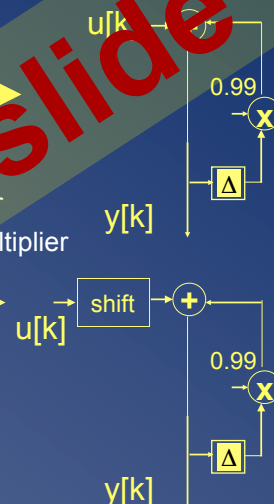 u[k]
slide
+
0.99
x
Δ
y[k]
ltiplier
shift
+
u[k]
0.99
x
Δ
y[k]